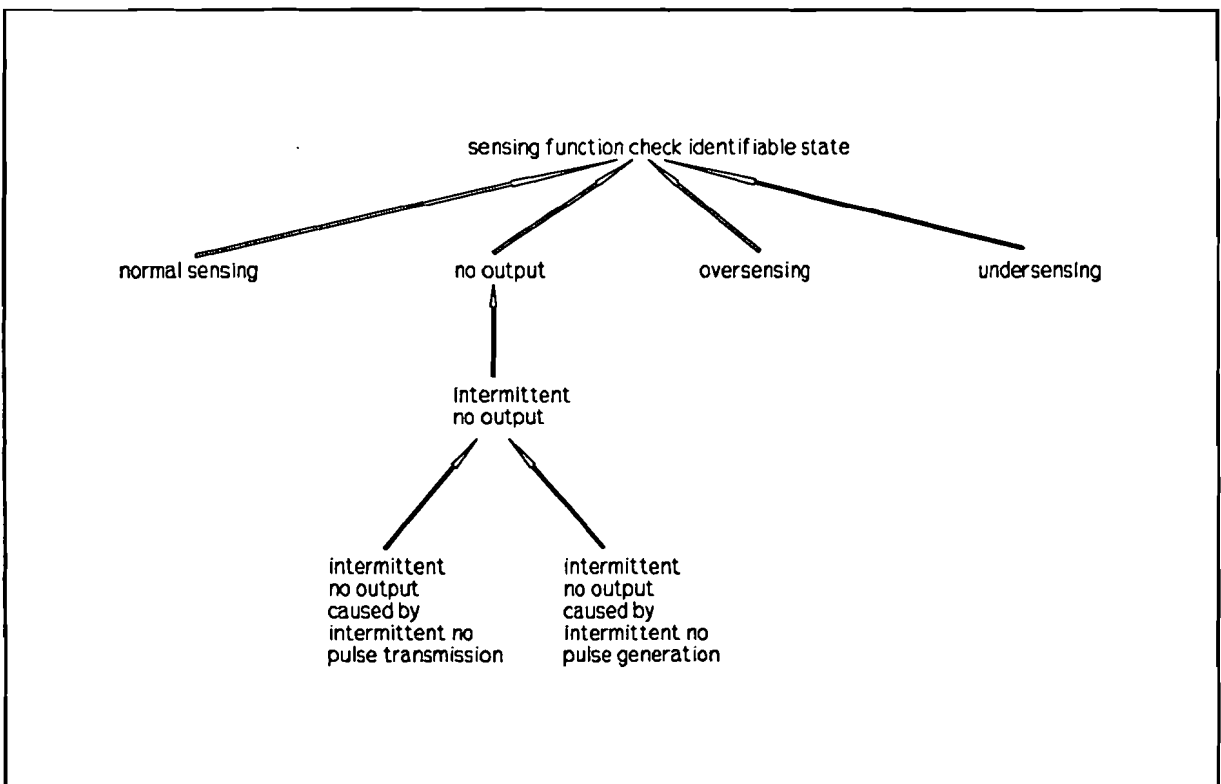 sensing function check identifiable state
normal sensing
no output
oversensing
undersensing
intermittent
no output
intermittent
no output
caused by
intermittent no
pulse transmission
intermittent
no output
caused by
intermittent no
pulse generation